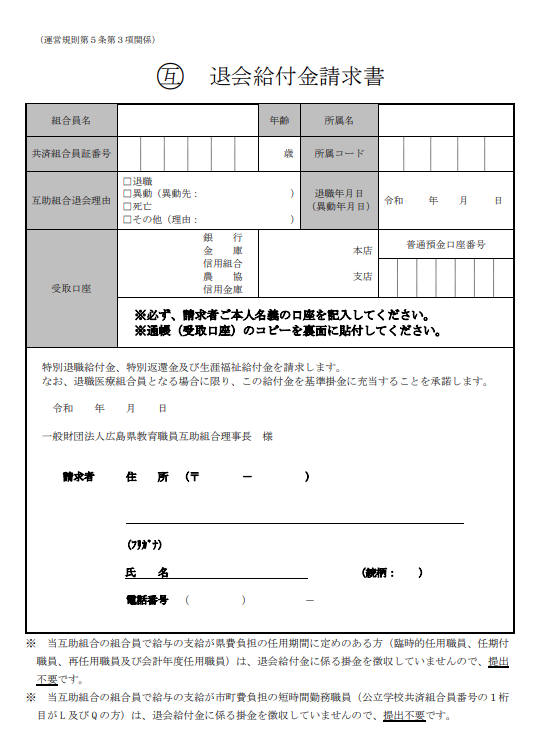 （運営規則第５条第３項関係）
㊂ 退会給付金請求書
組合員名 年齢 所属名
共済組合員証番号 歳 所属コード
互助組合退会理由
□退職
□異動（異動先： ）
□死亡
□その他（理由： ）
退職年月日
（異動年月日）
令和 年 月 日
受取口座
銀 行
金 庫
信用組合
農 協
信用金庫
本店
支店
普通預金口座番号
※必ず、請求者ご本人名義の口座を記入してください。
※通帳（受取口座）のコピーを裏面に貼付してください。
特別退職給付金、特別返還金及び生涯福祉給付金を請求します。
なお、退職医療組合員となる場合に限り、この給付金を基準掛金に充当することを承諾します。
令和 年 月 日
一般財団法人広島県教育職員互助組合理事長 様
請求者 住 所 （〒 － ）
(ﾌﾘｶﾞﾅ)
氏 名 (続柄： )
電話番号 （ ） －
※ 当互助組合の組合員で給与の支給が県費負担の任用期間に定めのある方（臨時的任用職員、任期付
職員、再任用職員及び会計年度任用職員）は、退会給付金に係る掛金を徴収していませんので、提出
不要です。
※ 当互助組合の組合員で給与の支給が市町費負担の短時間勤務職員（公立学校共済組合員番号の１桁
目がＬ及びＱの方）は、退会給付金に係る掛金を徴収していませんので、提出不要です。